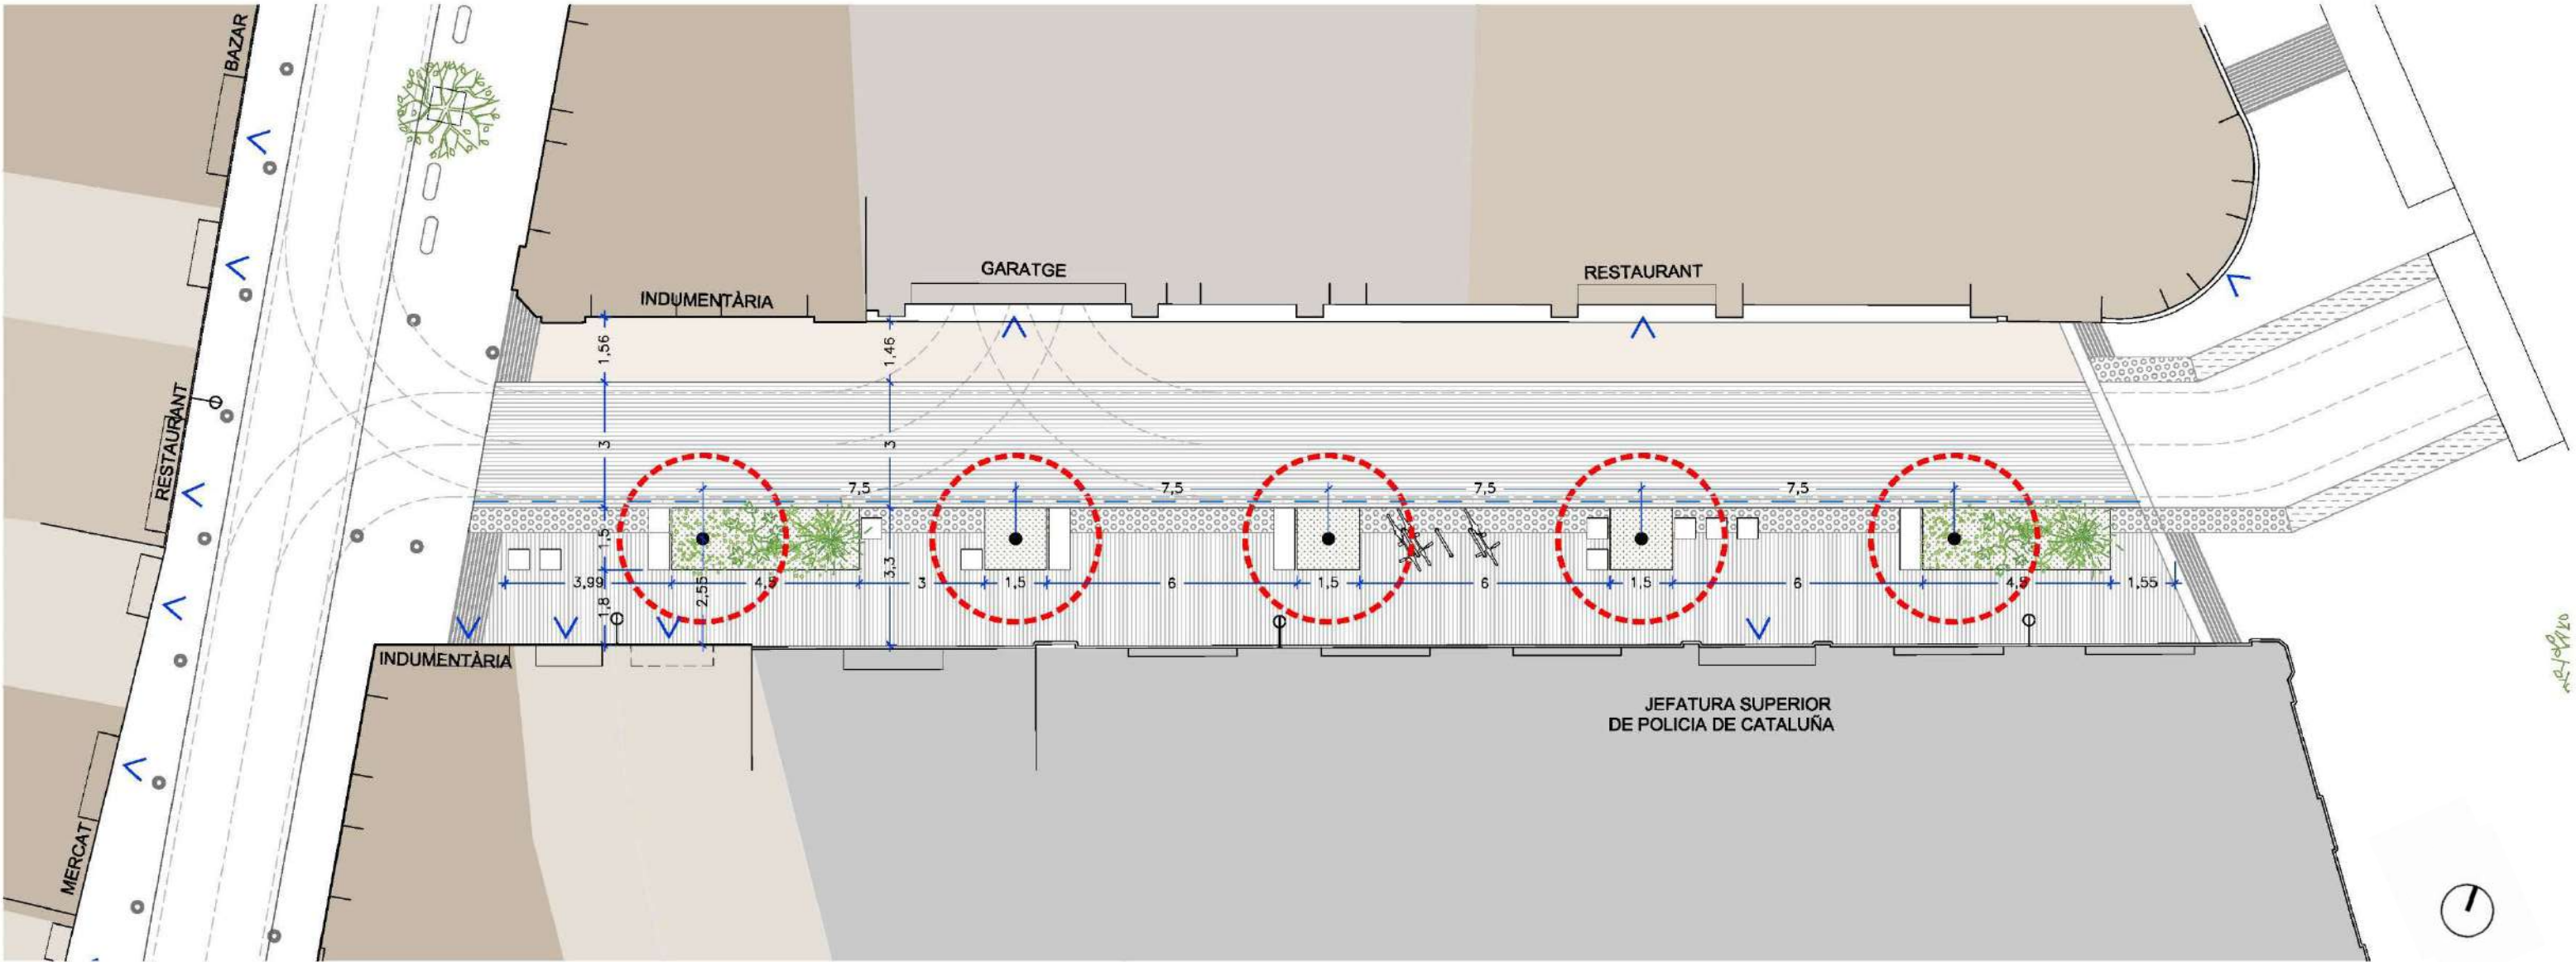 BAZAR
GARATGE
RESTAURANT
INDUMENTÀRIA
1,56
1,46
RESTAURANT
3
3
7,5
7,5
7,5
7,5
1,5
3,3
3,99
2,55
4,5
3
1,5
6
1,5
6
1,5
6
4,5
1,55
1,8
INDUMENTÀRIA
JEFATURA SUPERIOR
DE POLICIA DE CATALUÑA
MERCAT